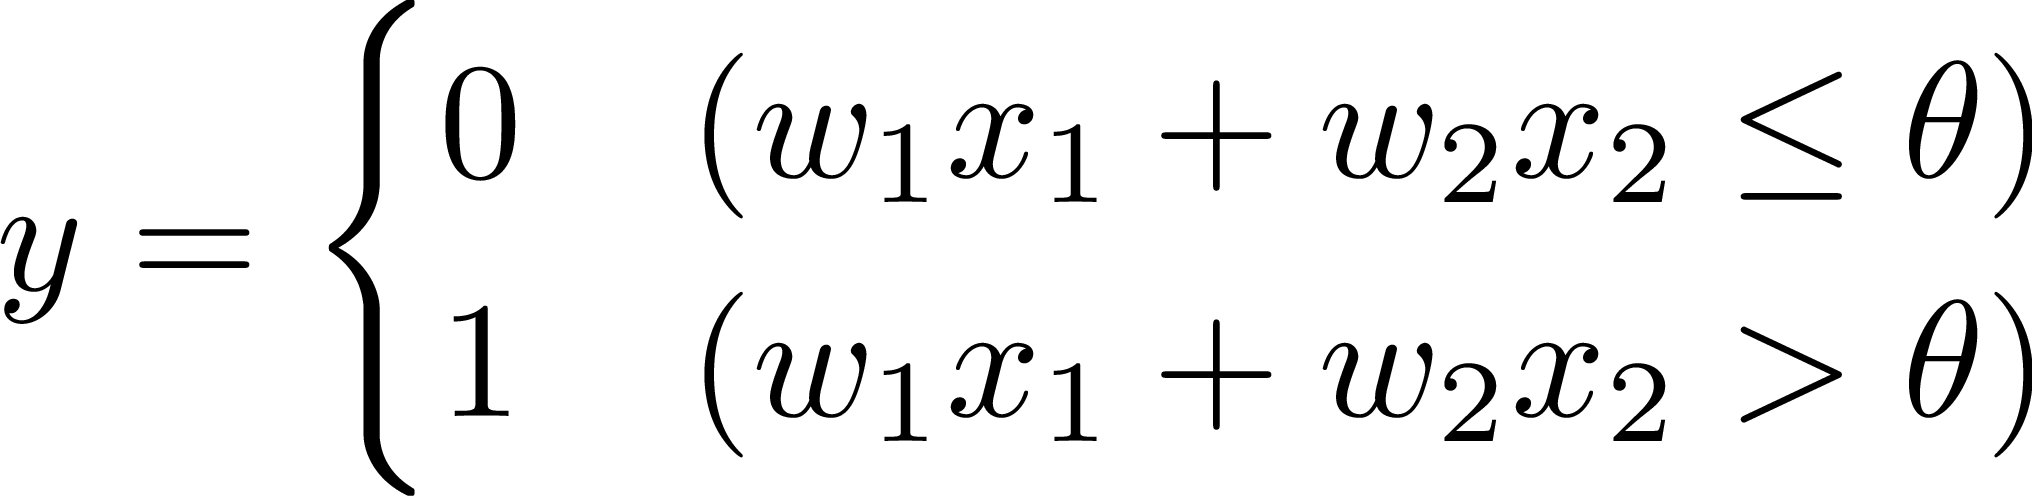 y = { 0 (w₁x₁ + w₂x₂ ≤ θ)
1 (w₁x₁ + w₂x₂ > θ)